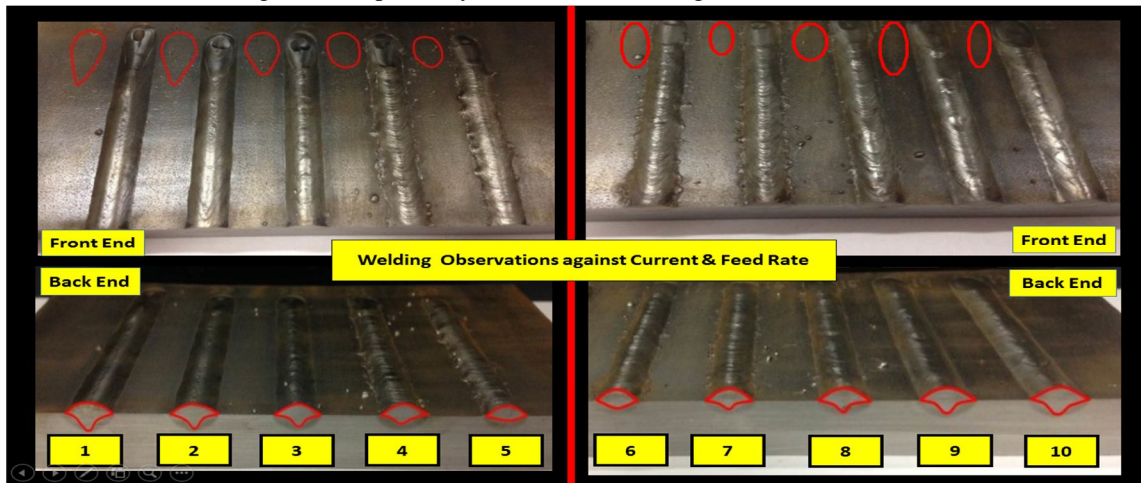 Front End
Front End
Welding Observations against Current & Feed Rate
Back End
Back End
1
2
3
4
5
6
7
8
9
10